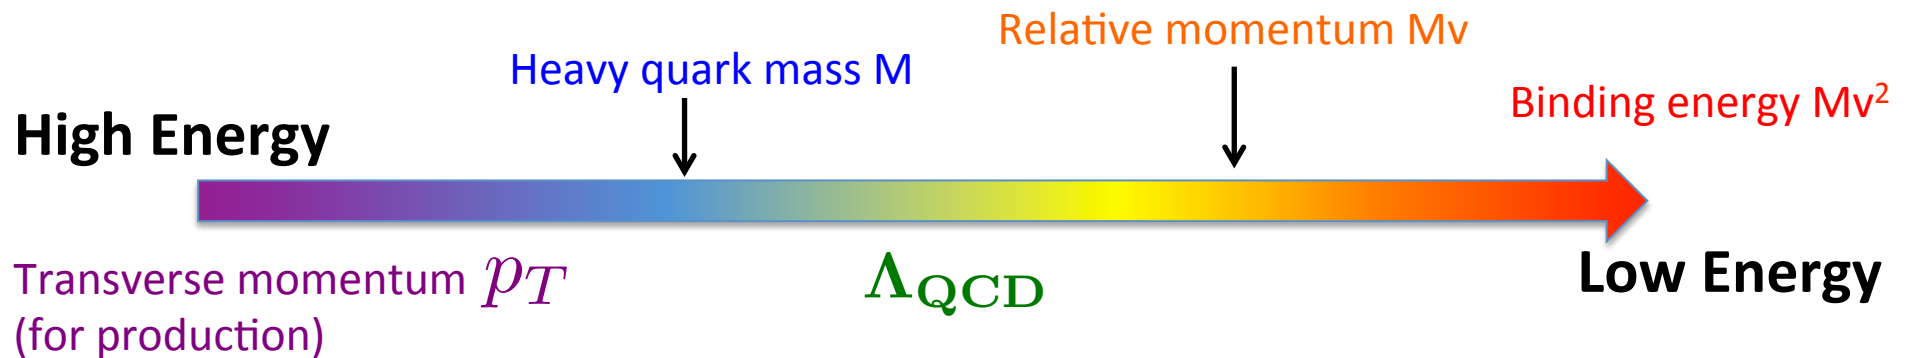 Relative momentum Mv
Heavy quark mass M
Binding energy Mv²
High Energy
Transverse momentum p_T
(for production)
Λ_QCD
Low Energy